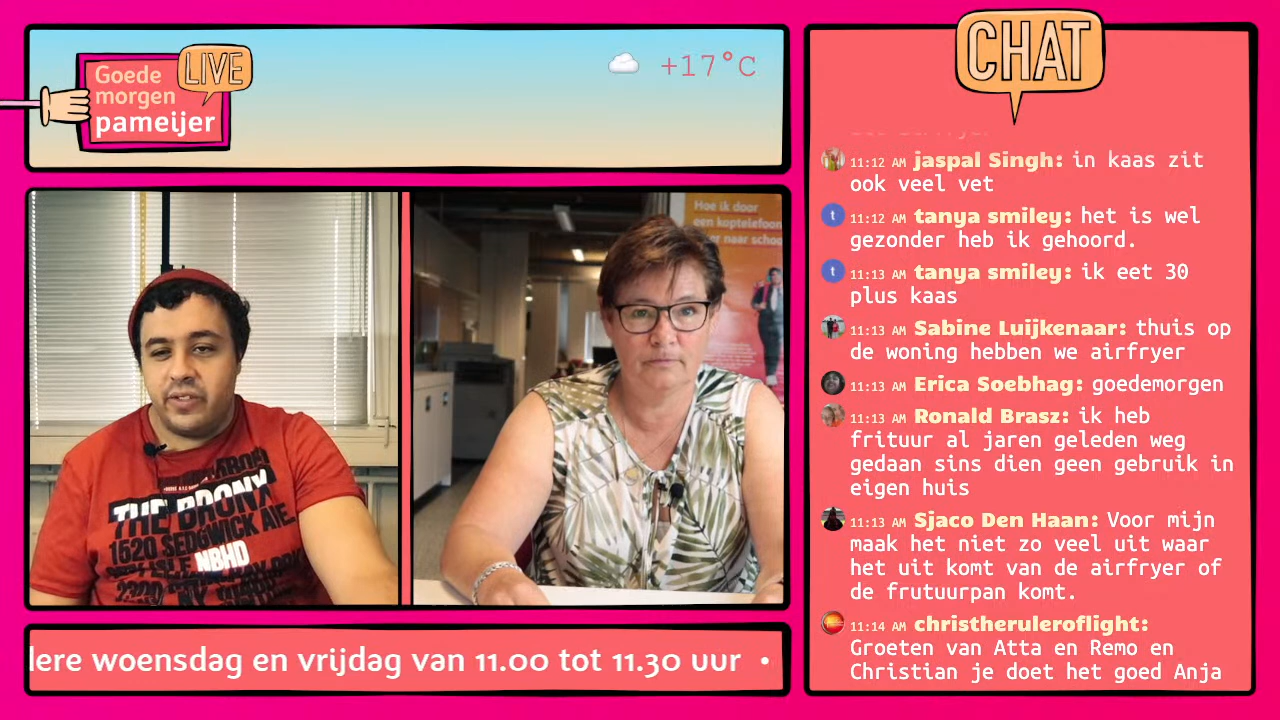 Goede
morgen
pameijer
LIVE
+17°C
CHAT
11:12 AM jaspal Singh: in kaas zit
ook veel vet
t 11:12 AM tanya smiley: het is wel
gezonder heb ik gehoord.
t 11:13 AM tanya smiley: ik eet 30
plus kaas
11:13 AM Sabine Luijkenaar: thuis op
de woning hebben we airfryer
11:13 AM Erica Soebhag: goedemorgen
11:13 AM Ronald Brasz: ik heb
frituur al jaren geleden weg
gedaan sins dien geen gebruik in
eigen huis
11:13 AM Sjaco Den Haan: Voor mijn
maak het niet zo veel uit waar
het uit komt van de airfryer of
de frutuurpan komt.
11:14 AM christheruleroflight:
Groeten van Atta en Remo en
Christian je doet het goed Anja
Hoe ik door
een koptelefoon
naar schoo
THE BRONX
1520 SEDGWICK AVE.
NBHD
lere woensdag en vrijdag van 11.00 tot 11.30 uur •